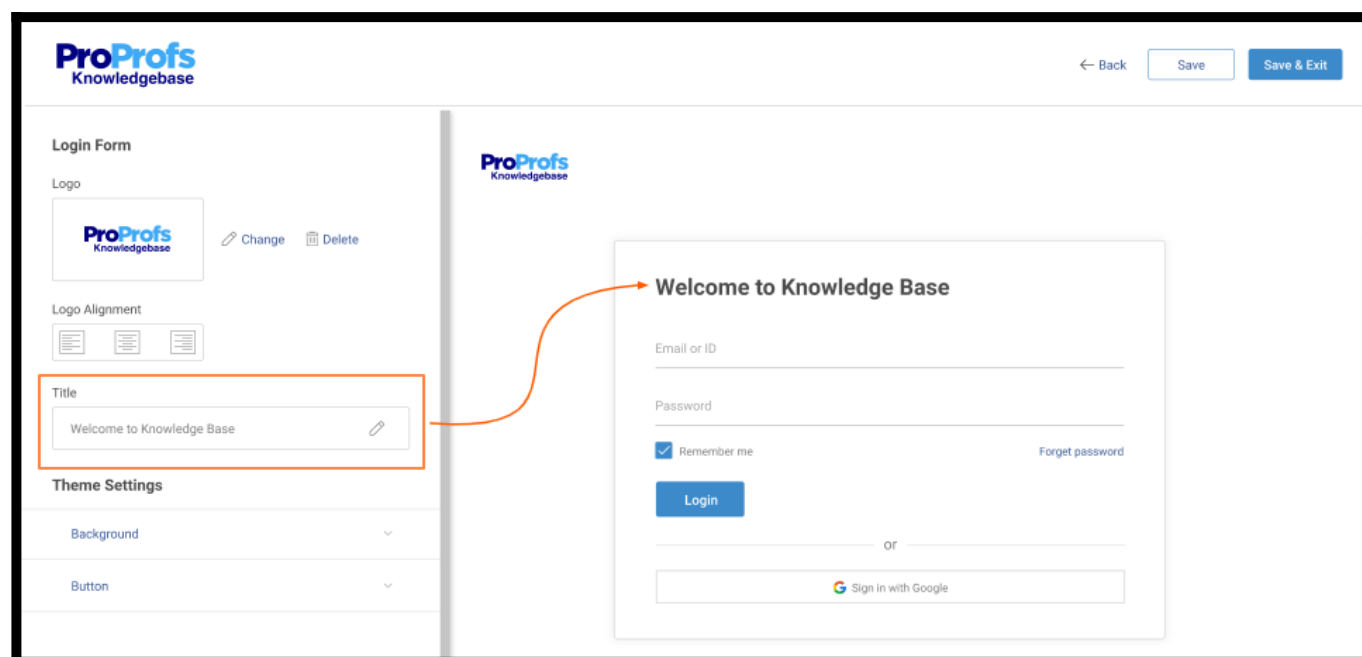 ProProfs
Knowledgebase
Back
Save
Save & Exit
Login Form
Logo
ProProfs
Knowledgebase
Change
Delete
Logo Alignment
Title
Welcome to Knowledge Base
Theme Settings
Background
Button
ProProfs
Knowledgebase
Welcome to Knowledge Base
Email or ID
Password
Remember me
Forget password
Login
or
Sign in with Google